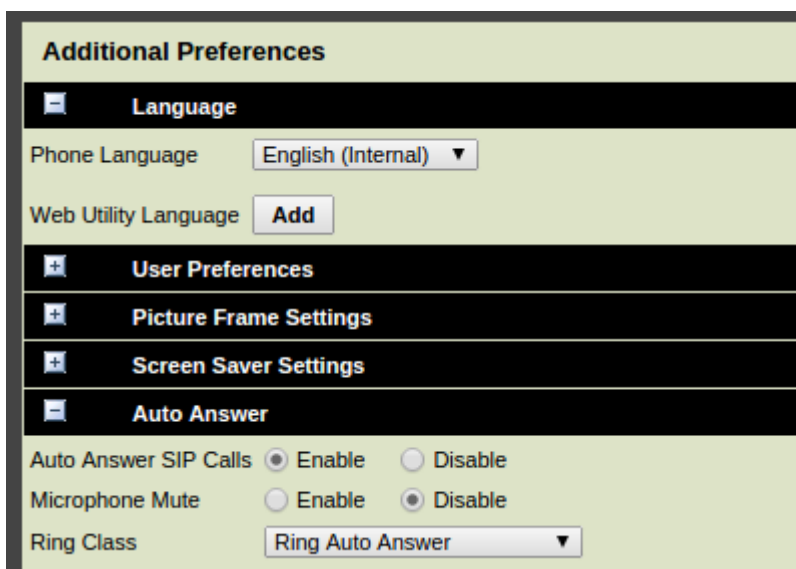 Additional Preferences
Language
Phone Language English (Internal)
Web Utility Language Add
User Preferences
Picture Frame Settings
Screen Saver Settings
Auto Answer
Auto Answer SIP Calls Enable Disable
Microphone Mute Enable Disable
Ring Class Ring Auto Answer